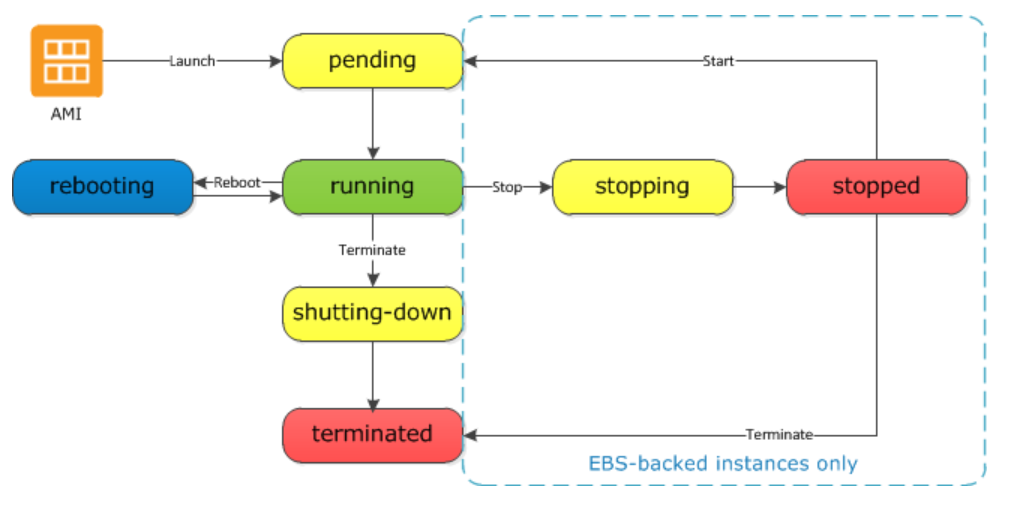 Launch
pending
Start
AMI
rebooting
Reboot
running
Stop
stopping
stopped
Terminate
shutting-down
terminated
Terminate
EBS-backed instances only